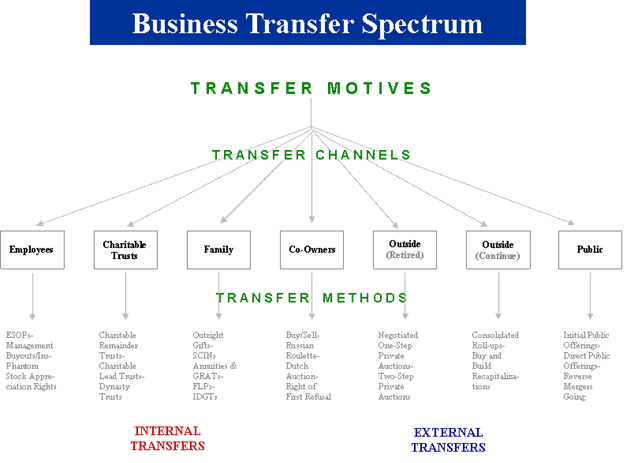 Business Transfer Spectrum
TRANSFER MOTIVES
TRANSFER CHANNELS
Employees
Charitable
Trusts
Family
Co-Owners
Outside
(Retired)
Outside
(Continue)
Public
TRANSFER METHODS
ESOPs-
Management
Buyouts/Ins-
Phantom
Stock Appre-
ciation Rights
Charitable
Remainder
Trusts-
Charitable
Lead Trusts-
Dynasty
Trusts
Outright
Gifts-
SCINs
Annuities &
GRATs-
FLPs-
IDGTs
Buy/Sell-
Russian
Roulette-
Dutch
Auction-
Right of
First Refusal
Negotiated
One-Step
Private
Auctions-
Two-Step
Private
Auctions
Consolidated
Roll-ups-
Buy and
Build
Recapitaliza-
tions
Initial Public
Offerings-
Direct Public
Offerings-
Reverse
Mergers
Going
INTERNAL
TRANSFERS
EXTERNAL
TRANSFERS